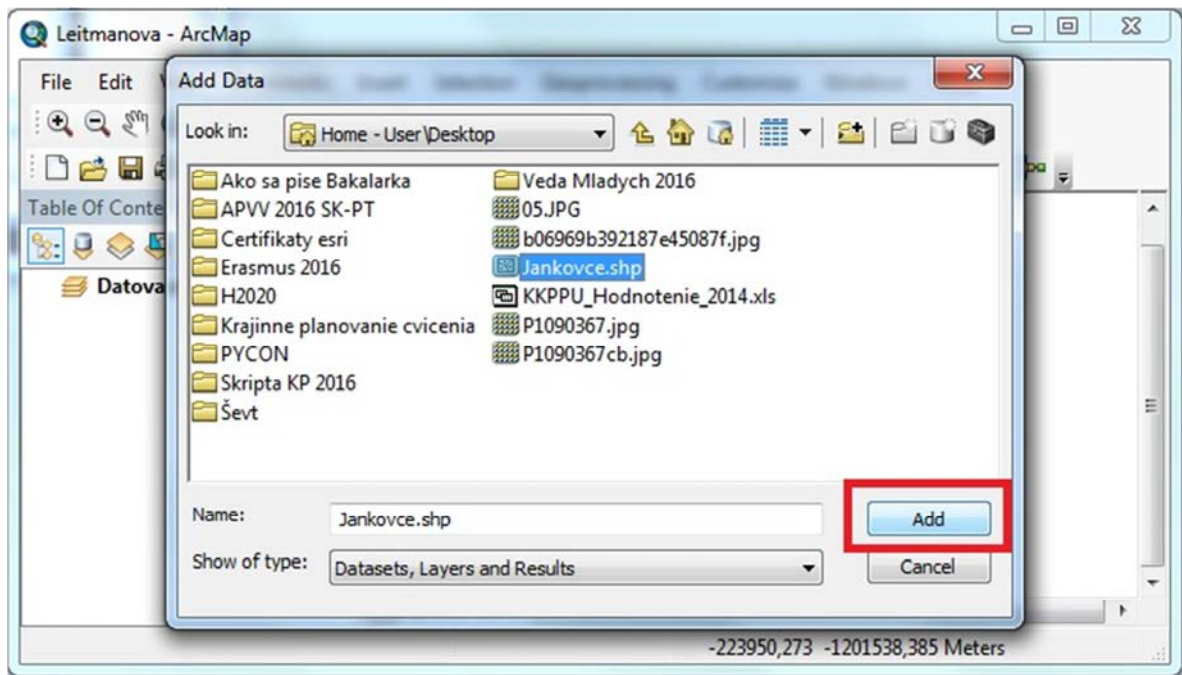 Leitmanova - ArcMap
File Edit
Add Data
Look in: Home - User\Desktop
Table Of Conte
Datova
Ako sa pise Bakalarka
APVV 2016 SK-PT
Certifikaty esri
Erasmus 2016
H2020
Krajinne planovanie cvicenia
PYCON
Skripta KP 2016
Ševt
Veda Mladych 2016
05.JPG
b06969b392187e45087f.jpg
Jankovce.shp
KKPPU_Hodnotenie_2014.xls
P1090367.jpg
P1090367cb.jpg
Name: Jankovce.shp
Add
Show of type: Datasets, Layers and Results
Cancel
-223950,273 -1201538,385 Meters